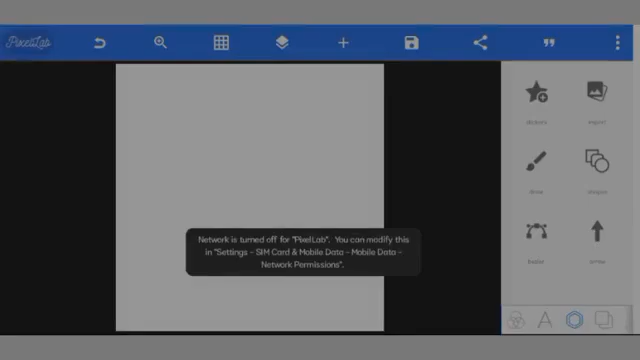 PixelLab
Network is turned off for "PixelLab". You can modify this
in "Settings - SIM Card & Mobile Data - Mobile Data -
Network Permissions".
stickers
import
draw
shapes
bezier
arrow